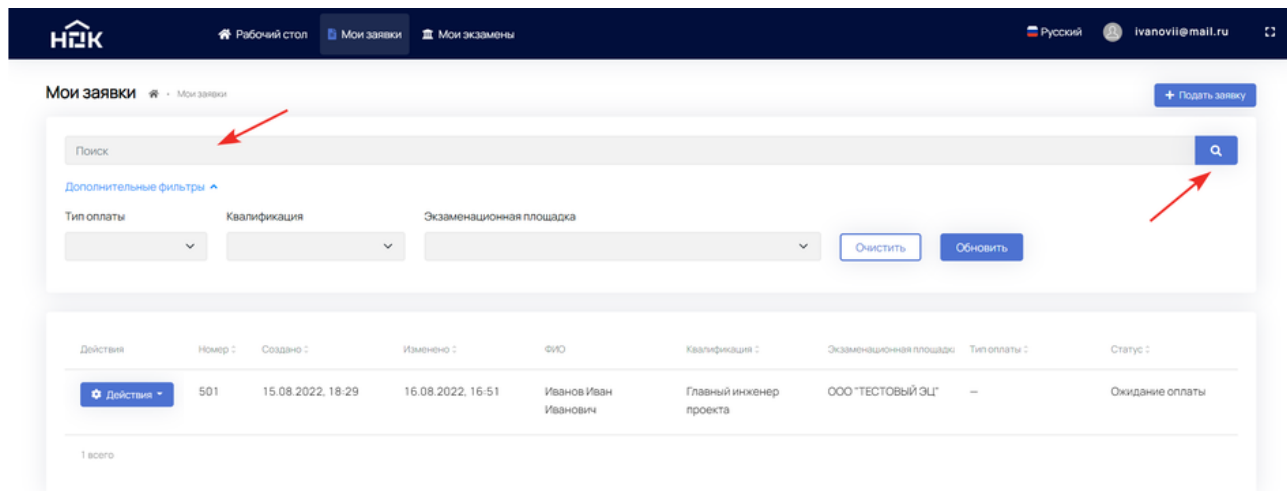 НОК Рабочий стол Мои заявки Мои экзамены Русский ivanovii@mail.ru
Мои заявки • Мои заявки + Подать заявку
Поиск
Дополнительные фильтры
Тип оплаты Квалификация Экзаменационная площадка
Очистить Обновить
Действия Номер Создано Изменено ФИО Квалификация Экзаменационная площадка Тип оплаты Статус
Действия 501 15.08.2022, 18:29 16.08.2022, 16:51 Иванов Иван Главный инженер ООО "ТЕСТОВЫЙ ЭЦ" — Ожидание оплаты
Иванович проекта
1 всего